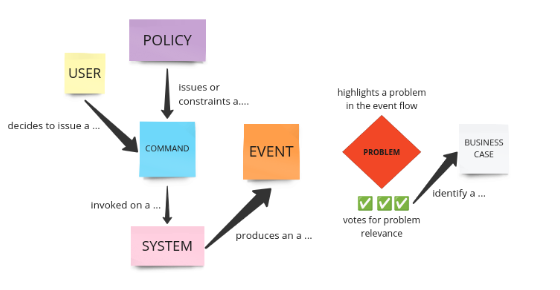 POLICY
USER
issues or
constraints a....
decides to issue a ...
COMMAND
EVENT
invoked on a ...
SYSTEM
produces an a ...
highlights a problem
in the event flow
PROBLEM
BUSINESS
CASE
identify a ...
votes for problem
relevance